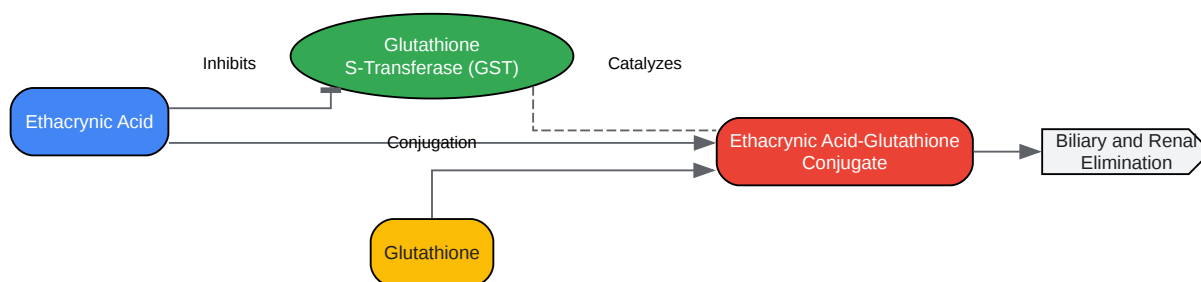 Inhibits
Glutathione
S-Transferase (GST)
Catalyzes
Ethacrynic Acid
Conjugation
Ethacrynic Acid-Glutathione
Conjugate
Biliary and Renal
Elimination
Glutathione